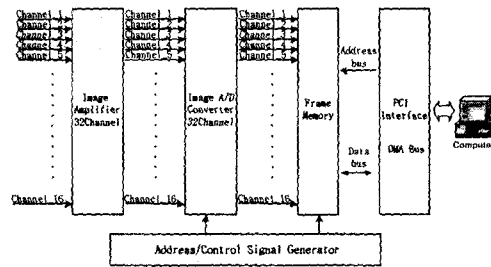 Channel 1 Channel 1 Channel 1
Channel 2 Channel 2 Channel 2
Channel 3 Channel 3 Channel 3
Channel 4 Channel 4 Channel 4
Channel 5 Channel 5 Channel 5
Address
bus
Image
Amplifier
32Channel
Image A/D
Converter
32Channel
Frame
Memory
PCI
Interface
DMA Bus
Computer
Data
bus
Channel 16 Channel 16 Channel 16
Address/Control Signal Generator